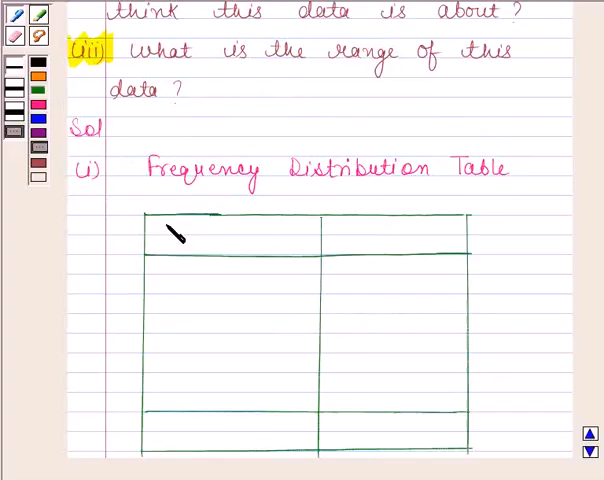 think this data is about?
(iii) What is the range of this
data?
Sol
(i) Frequency Distribution Table